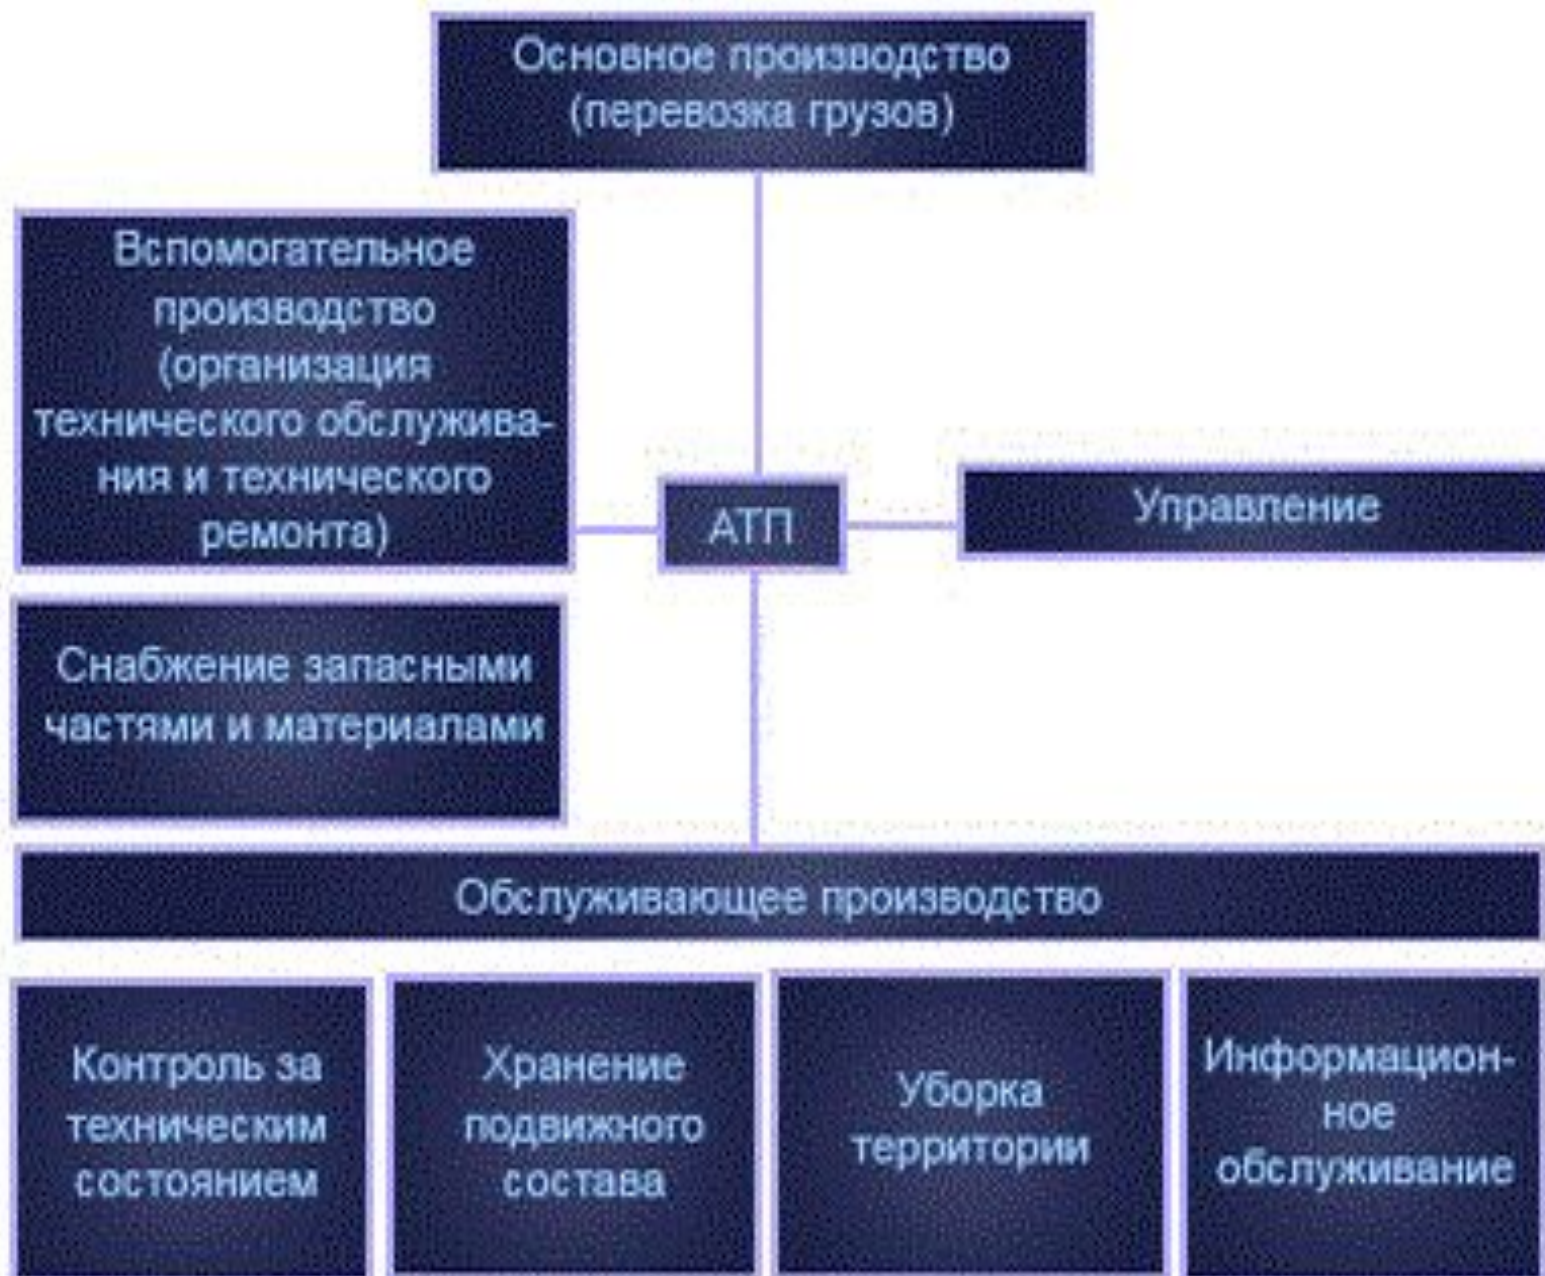 Основное производство
(перевозка грузов)
Вспомогательное
производство
(организация
технического обслужива-
ния и технического
ремонта)
АТП
Управление
Снабжение запасными
частями и материалами
Обслуживающее производство
Контроль за
техническим
состоянием
Хранение
подвижного
состава
Уборка
территории
Информацион-
ное
обслуживание